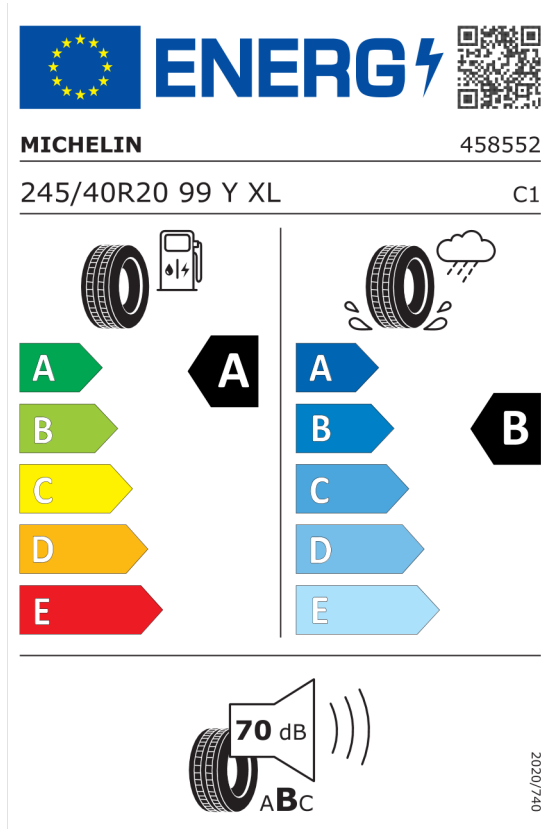 ENERG
MICHELIN
458552
245/40R20 99 Y XL
C1
A
A
B
C
D
E
A
B
B
C
D
E
70 dB
ABC
2020/740